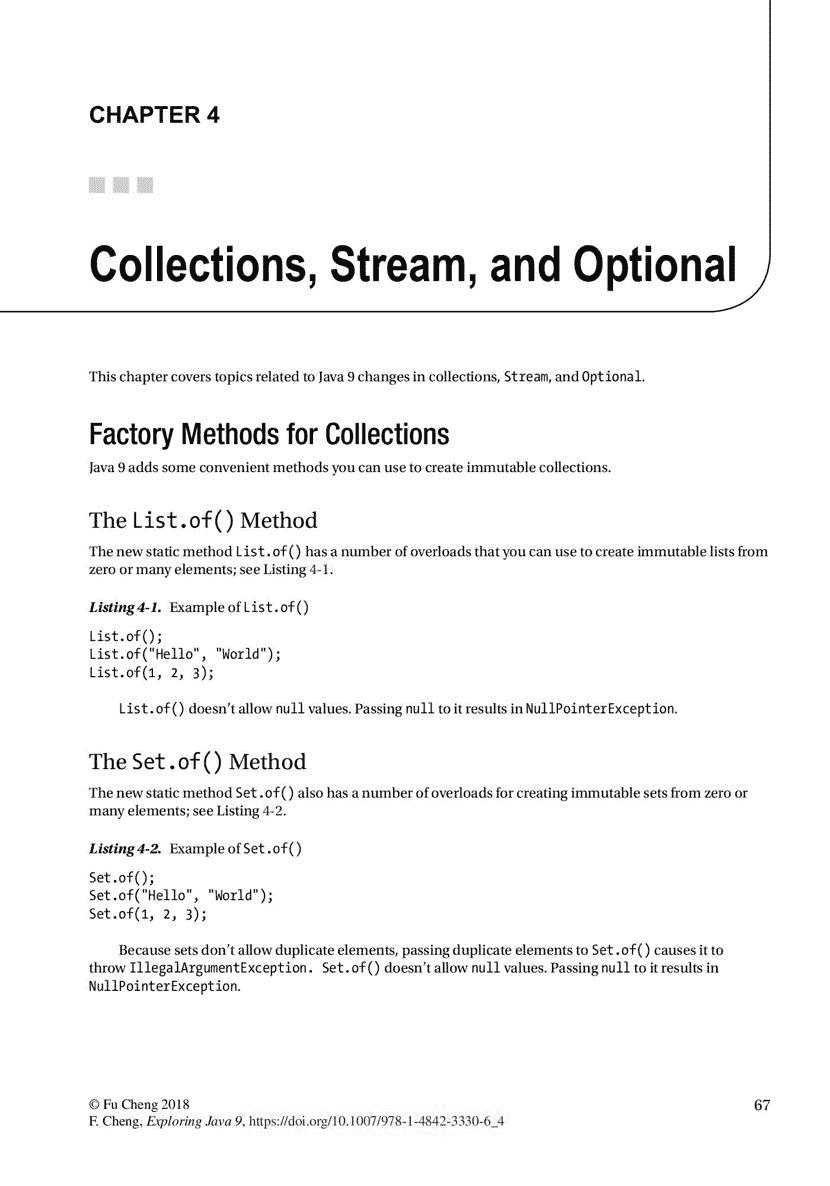 CHAPTER 4
Collections, Stream, and Optional
This chapter covers topics related to Java 9 changes in collections, Stream, and Optional.
Factory Methods for Collections
Java 9 adds some convenient methods you can use to create immutable collections.
The List.of() Method
The new static method List.of() has a number of overloads that you can use to create immutable lists from
zero or many elements; see Listing 4-1.
Listing 4-1. Example of List.of()
List.of();
List.of("Hello", "World");
List.of(1, 2, 3);
List.of() doesn’t allow null values. Passing null to it results in NullPointerException.
The Set.of() Method
The new static method Set.of() also has a number of overloads for creating immutable sets from zero or
many elements; see Listing 4-2.
Listing 4-2. Example of Set.of()
Set.of();
Set.of("Hello", "World");
Set.of(1, 2, 3);
Because sets don’t allow duplicate elements, passing duplicate elements to Set.of() causes it to
throw IllegalArgumentException. Set.of() doesn’t allow null values. Passing null to it results in
NullPointerException.
© Fu Cheng 2018
67
F. Cheng, Exploring Java 9, https://doi.org/10.1007/978-1-4842-3330-6_4